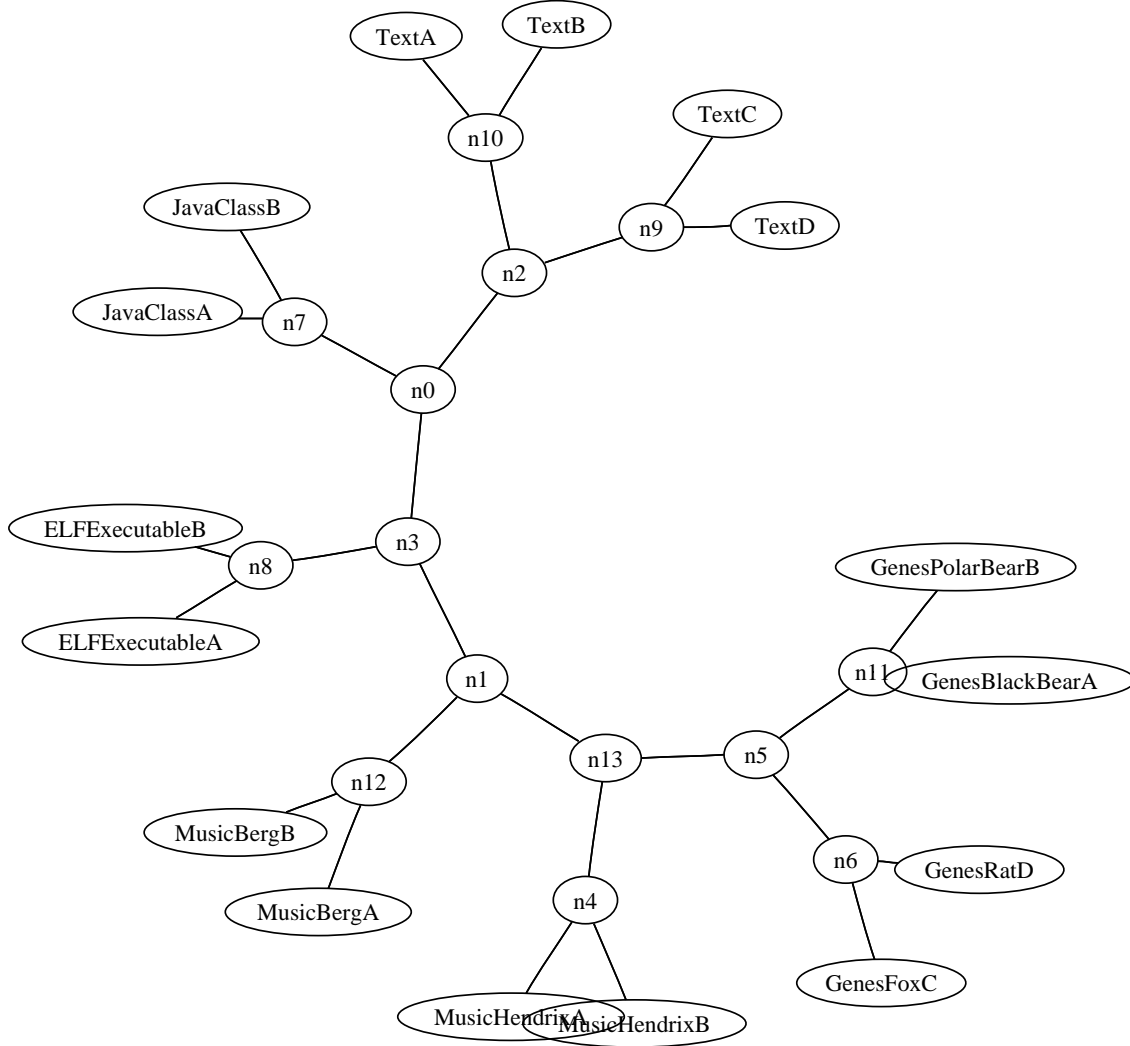 TextB
TextA
TextC
n10
JavaClassB
TextD
n9
n2
JavaClassA
n7
n0
ELFExecutableB
n3
n8
GenesPolarBearB
ELFExecutableA
n11
n1
GenesBlackBearA
n13
n5
n12
MusicBergB
n6
GenesRatD
n4
MusicBergA
GenesFoxC
MusicHendrixA
MusicHendrixB